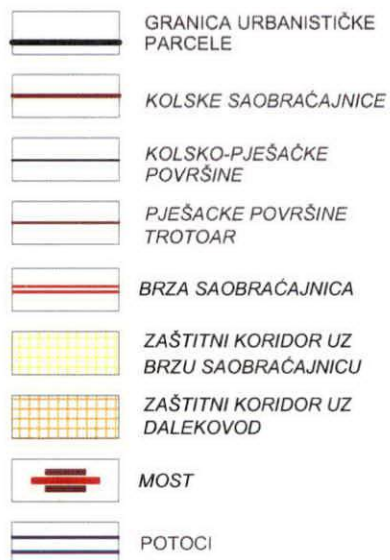 GRANICA URBANISTIČKE
PARCELE
KOLSKE SAOBRAĆAJNICE
KOLSKO-PJEŠAČKE
POVRŠINE
PJEŠACKE POVRŠINE
TROTOAR
BRZA SAOBRAĆAJNICA
ZAŠTITNI KORIDOR UZ
BRZU SAOBRAĆAJNICU
ZAŠTITNI KORIDOR UZ
DALEKOVOD
MOST
POTOCI